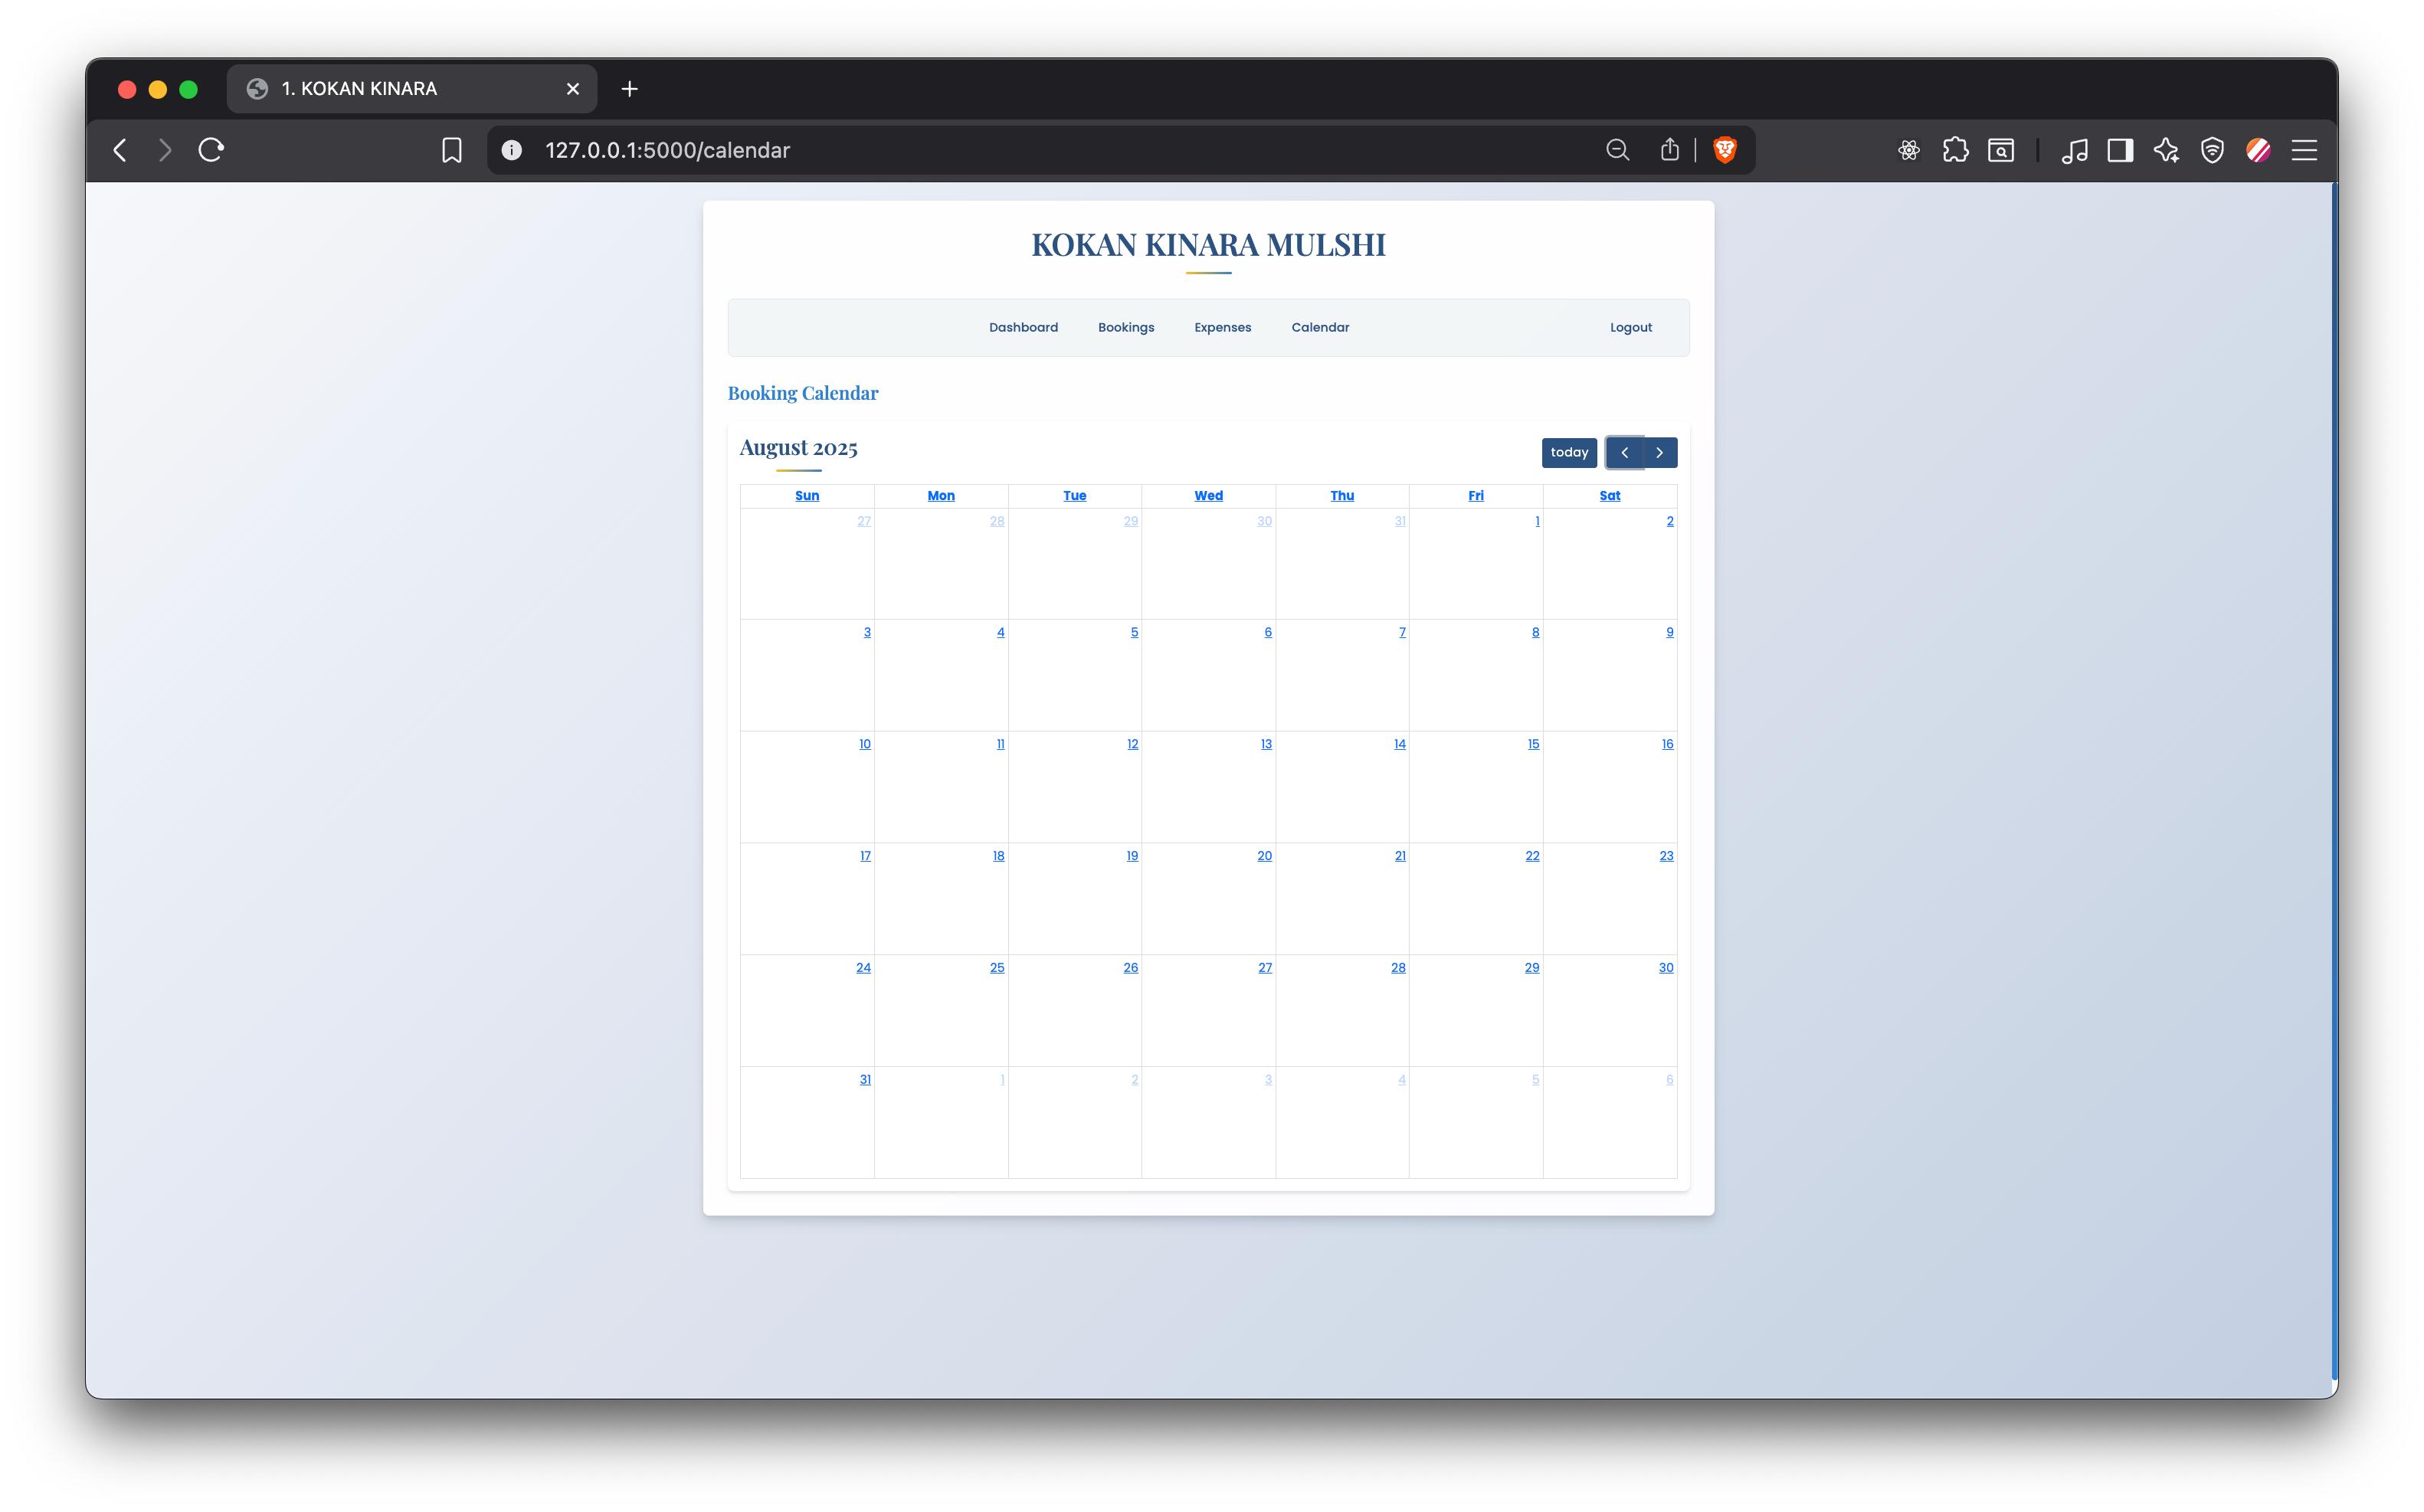 1. KOKAN KINARA
127.0.0.1:5000/calendar
KOKAN KINARA MULSHI
Dashboard Bookings Expenses Calendar Logout
Booking Calendar
August 2025
today
Sun Mon Tue Wed Thu Fri Sat
27 28 29 30 31 1 2
3 4 5 6 7 8 9
10 11 12 13 14 15 16
17 18 19 20 21 22 23
24 25 26 27 28 29 30
31 1 2 3 4 5 6